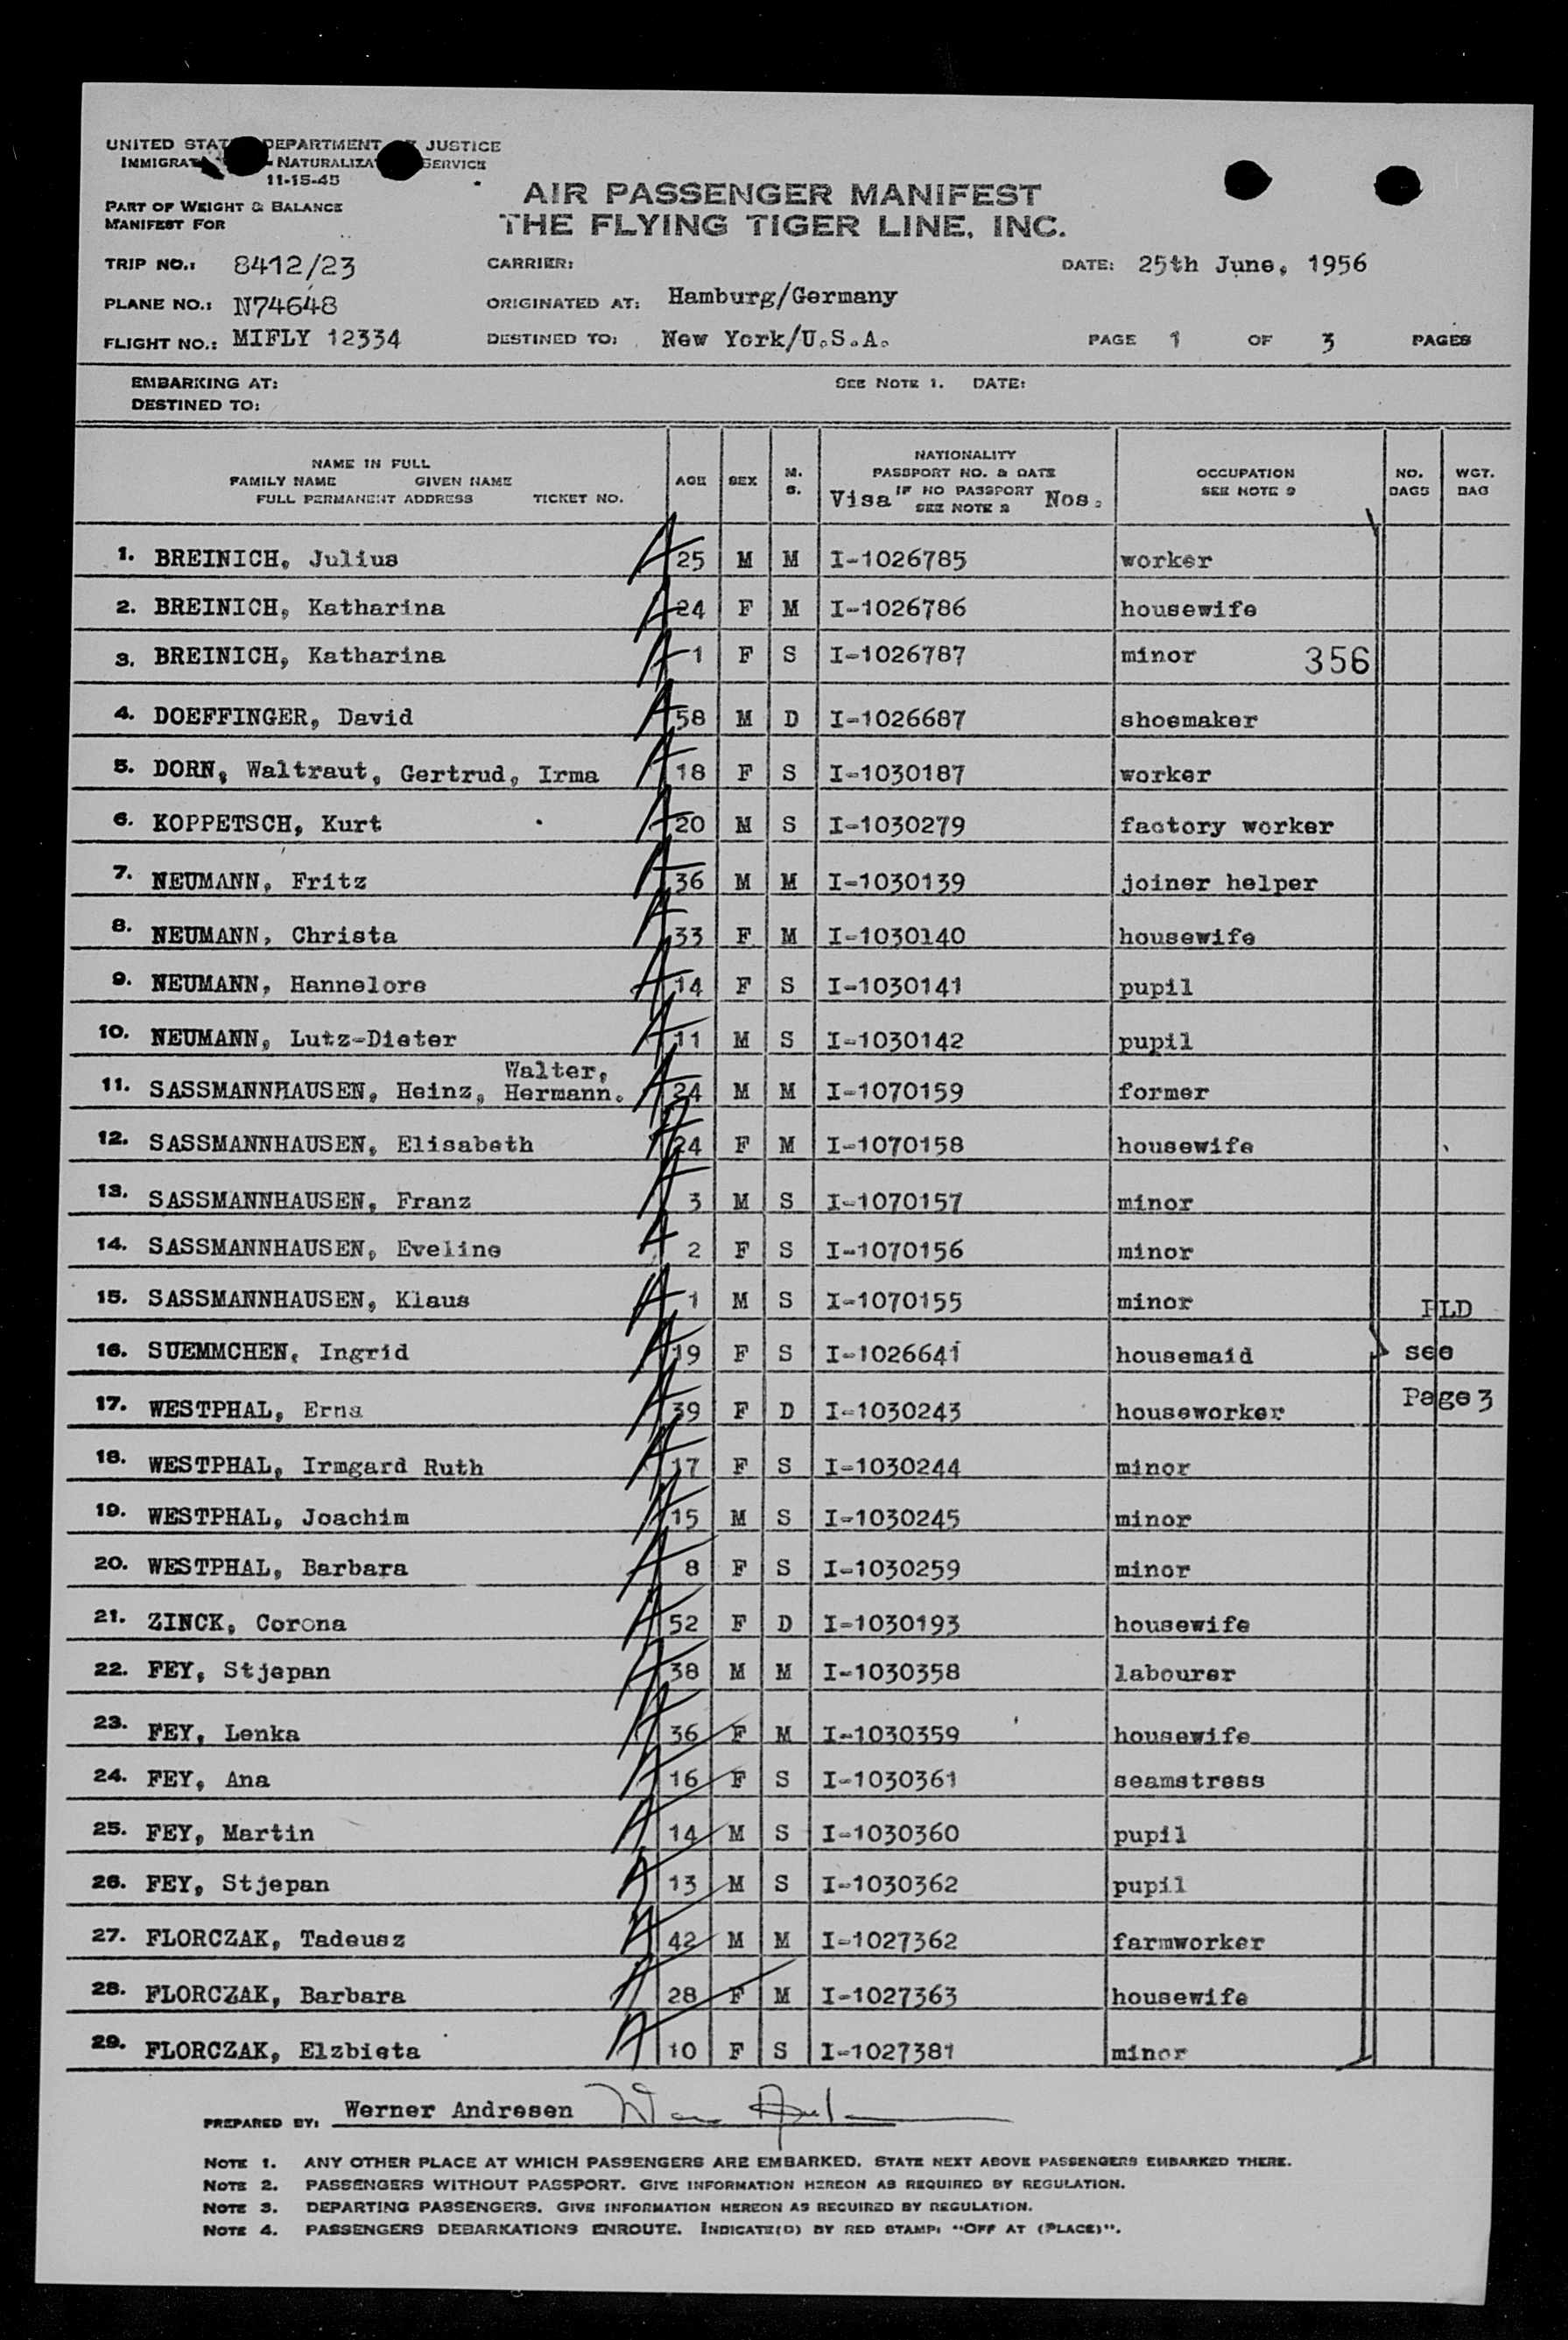 UNITED STAT DEPARTMENT JUSTICE
IMMIGRAT NATURALIZA SERVICE
11-15-45
PART OF WEIGHT & BALANCE
MANIFEST FOR
AIR PASSENGER MANIFEST
THE FLYING TIGER LINE, INC.
TRIP NO.: 8412/23 CARRIER: DATE: 25th June, 1956
PLANE NO.: N74648 ORIGINATED AT: Hamburg/Germany
FLIGHT NO.: MIFLY 12334 DESTINED TO: New York/U.S.A. PAGE 1 OF 3 PAGES
EMBARKING AT: SEE NOTE 1. DATE:
DESTINED TO:
NAME IN FULL
FAMILY NAME GIVEN NAME
FULL PERMANENT ADDRESS TICKET NO.
AGE SEX M. S.
NATIONALITY
PASSPORT NO. & DATE
Visa IF NO PASSPORT Nos.
SEE NOTE 2
OCCUPATION
SEE NOTE 3
NO. BAGS
WGT. BAG
1. BREINICH, Julius 25 M M I-1026785 worker
2. BREINICH, Katharina 24 F M I-1026786 housewife
3. BREINICH, Katharina 1 F S I-1026787 minor 356
4. DOEFFINGER, David 58 M D I-1026687 shoemaker
5. DORN, Waltraut, Gertrud, Irma 18 F S I-1030187 worker
6. KOPPETSCH, Kurt 20 M S I-1030279 factory worker
7. NEUMANN, Fritz 36 M M I-1030139 joiner helper
8. NEUMANN, Christa 33 F M I-1030140 housewife
9. NEUMANN, Hannelore 14 F S I-1030141 pupil
10. NEUMANN, Lutz-Dieter 11 M S I-1030142 pupil
Walter,
11. SASSMANNHAUSEN, Heinz, Hermann. 24 M M I-1070159 former
12. SASSMANNHAUSEN, Elisabeth 24 F M I-1070158 housewife
13. SASSMANNHAUSEN, Franz 3 M S I-1070157 minor
14. SASSMANNHAUSEN, Eveline 2 F S I-1070156 minor
15. SASSMANNHAUSEN, Klaus 1 M S I-1070155 minor PLD
16. SUEMMCHEN, Ingrid 19 F S I-1026641 housemaid see
17. WESTPHAL, Erna 39 F D I-1030243 houseworker Page 3
18. WESTPHAL, Irmgard Ruth 17 F S I-1030244 minor
19. WESTPHAL, Joachim 15 M S I-1030245 minor
20. WESTPHAL, Barbara 8 F S I-1030259 minor
21. ZINCK, Corona 52 F D I-1030193 housewife
22. FEY, Stjepan 38 M M I-1030358 labourer
23. FEY, Lenka 36 F M I-1030359 housewife
24. FEY, Ana 16 F S I-1030361 seamstress
25. FEY, Martin 14 M S I-1030360 pupil
26. FEY, Stjepan 13 M S I-1030362 pupil
27. FLORCZAK, Tadeusz 42 M M I-1027362 farmworker
28. FLORCZAK, Barbara 28 F M I-1027363 housewife
29. FLORCZAK, Elzbieta 10 F S I-1027381 minor
PREPARED BY: Werner Andresen
NOTE 1. ANY OTHER PLACE AT WHICH PASSENGERS ARE EMBARKED. STATE NEXT ABOVE PASSENGERS EMBARKED THERE.
NOTE 2. PASSENGERS WITHOUT PASSPORT. GIVE INFORMATION HEREON AS REQUIRED BY REGULATION.
NOTE 3. DEPARTING PASSENGERS. GIVE INFORMATION HEREON AS REQUIRED BY REGULATION.
NOTE 4. PASSENGERS DEBARKATIONS ENROUTE. INDICATE(D) BY RED STAMP: "OFF AT (PLACE)".